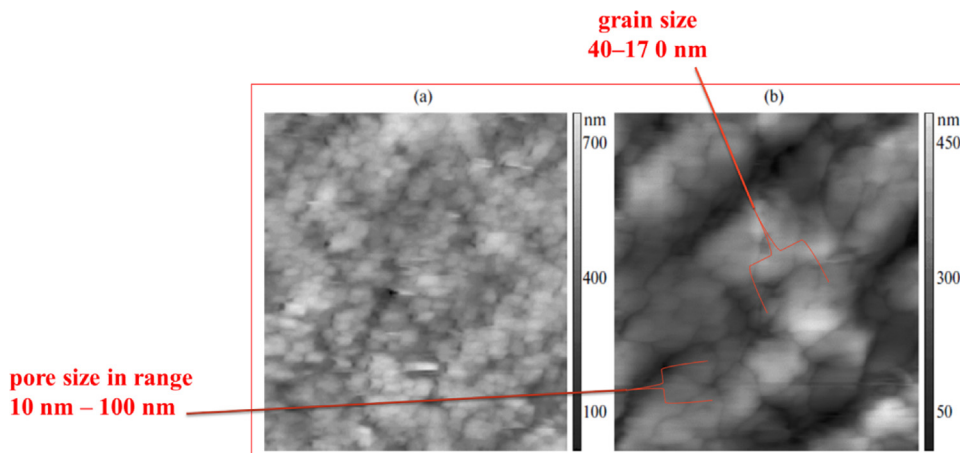 grain size
40–17 0 nm
(a)
(b)
nm
700
400
100
nm
450
300
50
pore size in range
10 nm – 100 nm